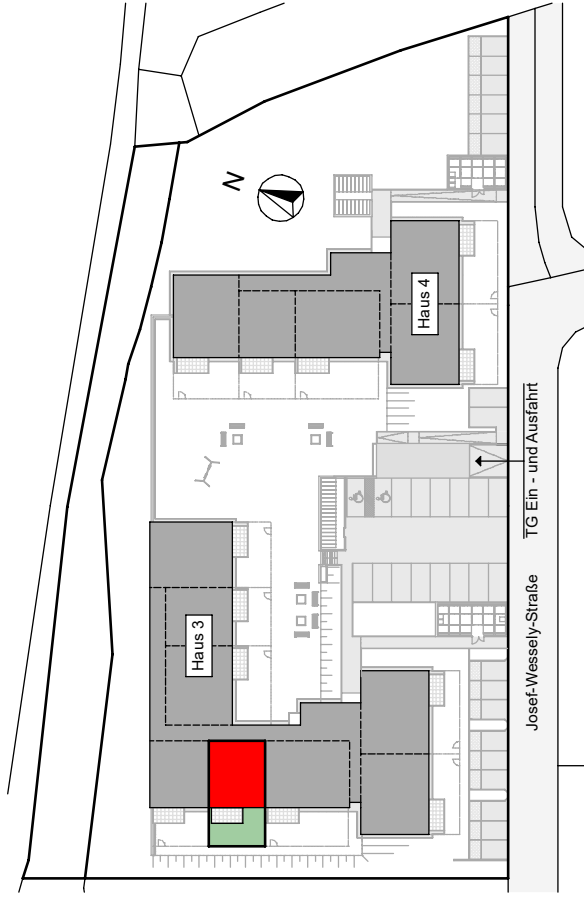 N
Haus 4
Haus 3
TG Ein - und Ausfahrt
Josef-Wessely-Straße